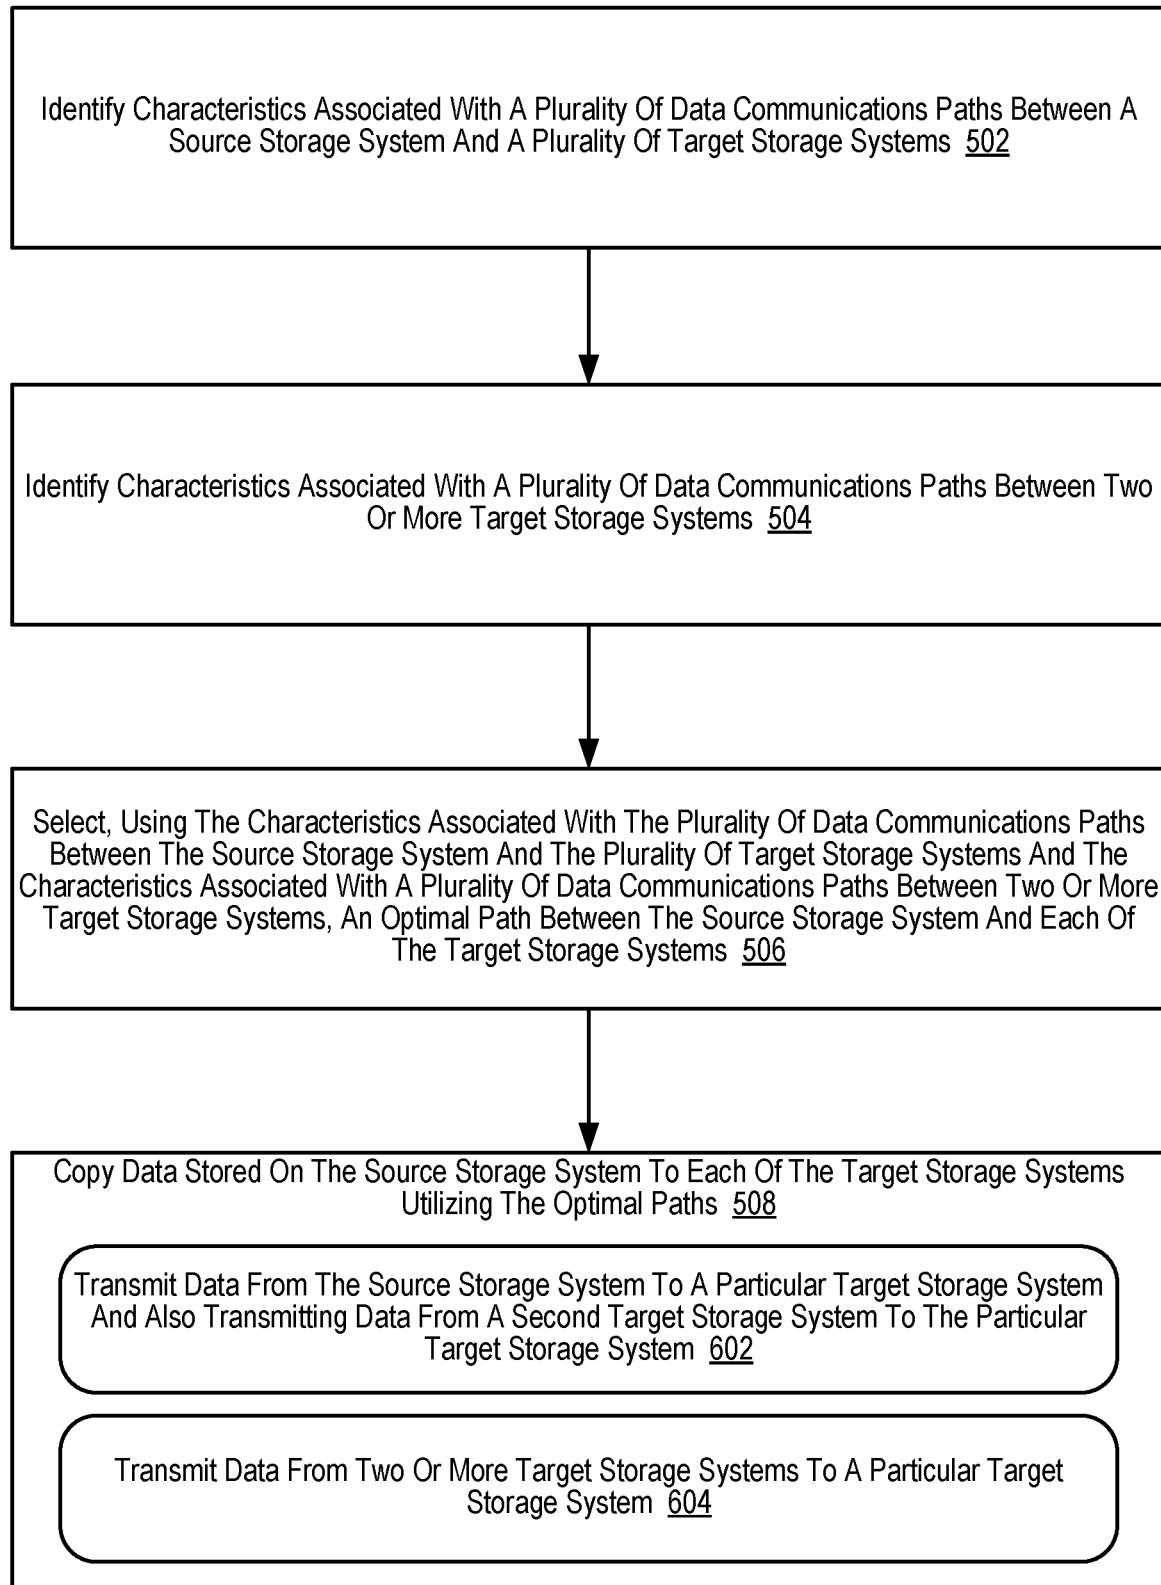 Identify Characteristics Associated With A Plurality Of Data Communications Paths Between A
Source Storage System And A Plurality Of Target Storage Systems 502
Identify Characteristics Associated With A Plurality Of Data Communications Paths Between Two
Or More Target Storage Systems 504
Select, Using The Characteristics Associated With The Plurality Of Data Communications Paths
Between The Source Storage System And The Plurality Of Target Storage Systems And The
Characteristics Associated With A Plurality Of Data Communications Paths Between Two Or More
Target Storage Systems, An Optimal Path Between The Source Storage System And Each Of
The Target Storage Systems 506
Copy Data Stored On The Source Storage System To Each Of The Target Storage Systems
Utilizing The Optimal Paths 508
Transmit Data From The Source Storage System To A Particular Target Storage System
And Also Transmitting Data From A Second Target Storage System To The Particular
Target Storage System 602
Transmit Data From Two Or More Target Storage Systems To A Particular Target
Storage System 604